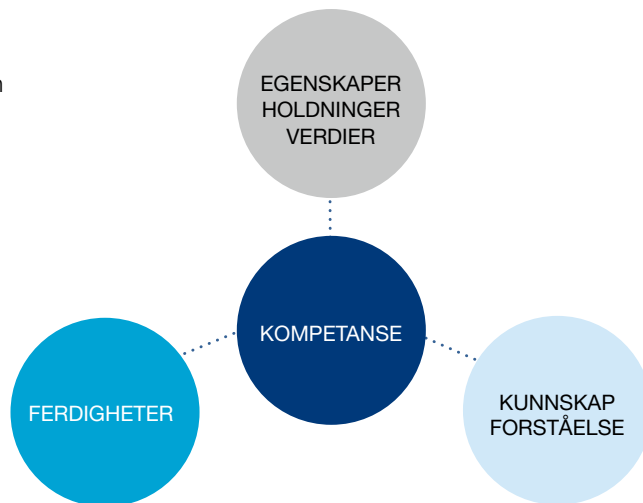 EGENSKAPER
HOLDNINGER
VERDIER
KOMPETANSE
FERDIGHETER
KUNNSKAP
FORSTÅELSE